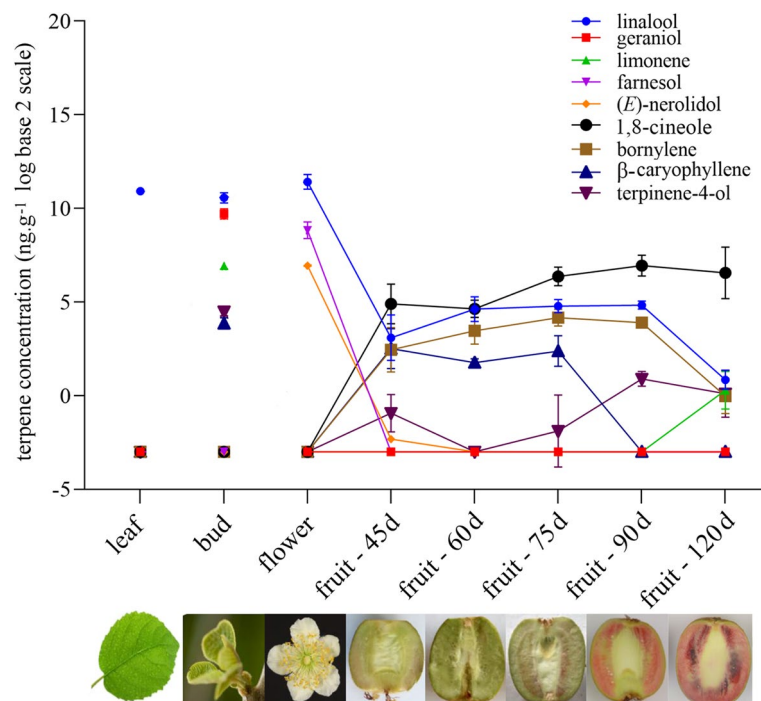 20
15
10
5
0
-5
terpene concentration (ng.g⁻¹ log base 2 scale)
linalool
geraniol
limonene
farnesol
(E)-nerolidol
1,8-cineole
bornylene
β-caryophyllene
terpinene-4-ol
leaf
bud
flower
fruit - 45 d
fruit - 60 d
fruit - 75 d
fruit - 90 d
fruit - 120 d